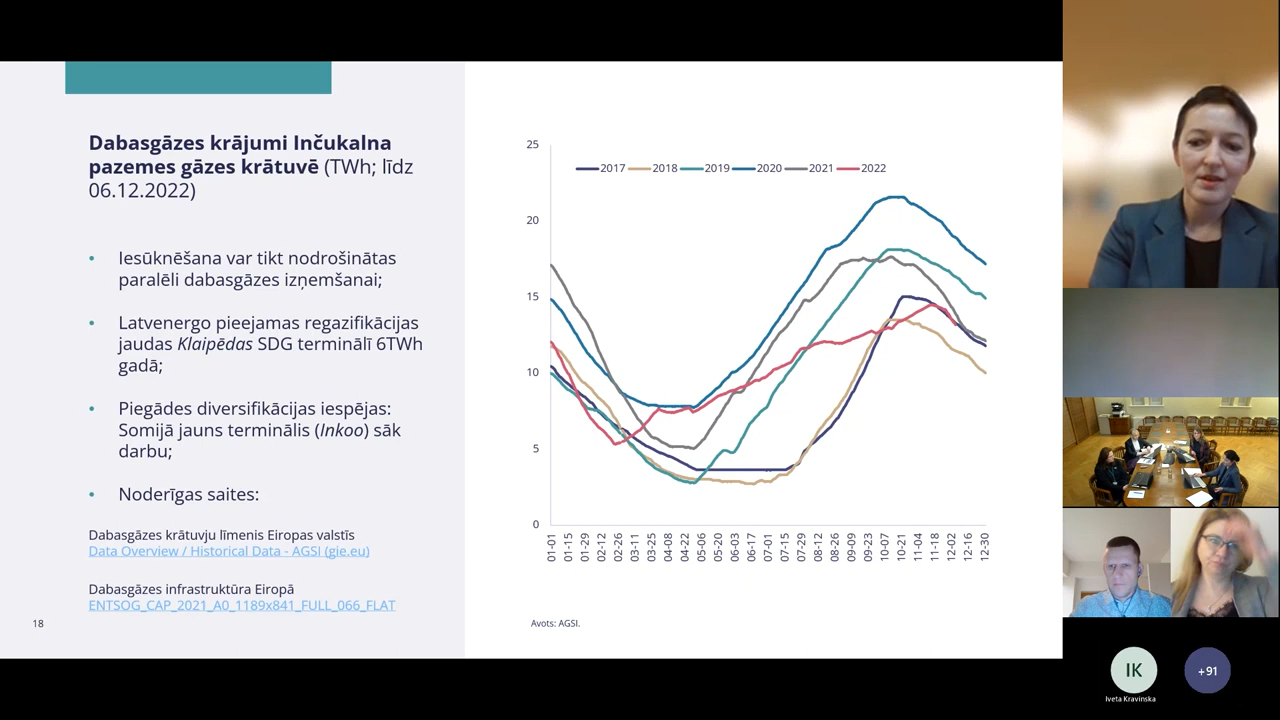 Dabasgāzes krājumi Inčukalna
pazemes gāzes krātuvē (TWh; līdz
06.12.2022)
• Iesūknēšana var tikt nodrošinātas
paralēli dabasgāzes izņemšanai;
• Latvenergo pieejamas regazifikācijas
jaudas Klaipēdas SDG terminālī 6TWh
gadā;
• Piegādes diversifikācijas iespējas:
Somijā jauns terminālis (Inkoo) sāk
darbu;
• Noderīgas saites:
Dabasgāzes krātuvju līmenis Eiropas valstīs
Data Overview / Historical Data - AGSI (gie.eu)
Dabasgāzes infrastruktūra Eiropā
ENTSOG_CAP_2021_A0_1189x841_FULL_066_FLAT
18
2017 2018 2019 2020 2021 2022
25
20
15
10
5
0
01-01 01-15 01-29 02-12 02-26 03-11 03-25 04-08 04-22 05-06 05-20 06-03 06-17 07-01 07-15 07-29 08-12 08-26 09-09 09-23 10-07 10-21 11-04 11-18 12-02 12-16 12-30
Avots: AGSI.
IK
Iveta Kravinska
+91